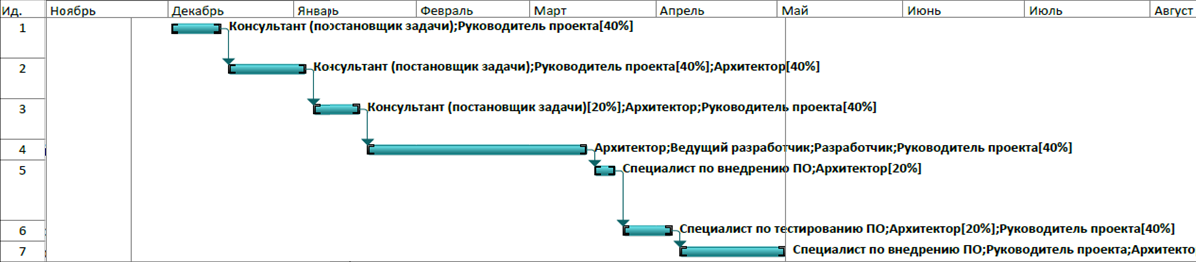 Ид. Ноябрь Декабрь Январь Февраль Март Апрель Май Июнь Июль Август
1 Консультант (постановщик задачи);Руководитель проекта[40%]
2 Консультант (постановщик задачи);Руководитель проекта[40%];Архитектор[40%]
3 Консультант (постановщик задачи)[20%];Архитектор;Руководитель проекта[40%]
4 Архитектор;Ведущий разработчик;Разработчик;Руководитель проекта[40%]
5 Специалист по внедрению ПО;Архитектор[20%]
6 Специалист по тестированию ПО;Архитектор[20%];Руководитель проекта[40%]
7 Специалист по внедрению ПО;Руководитель проекта;Архитекто